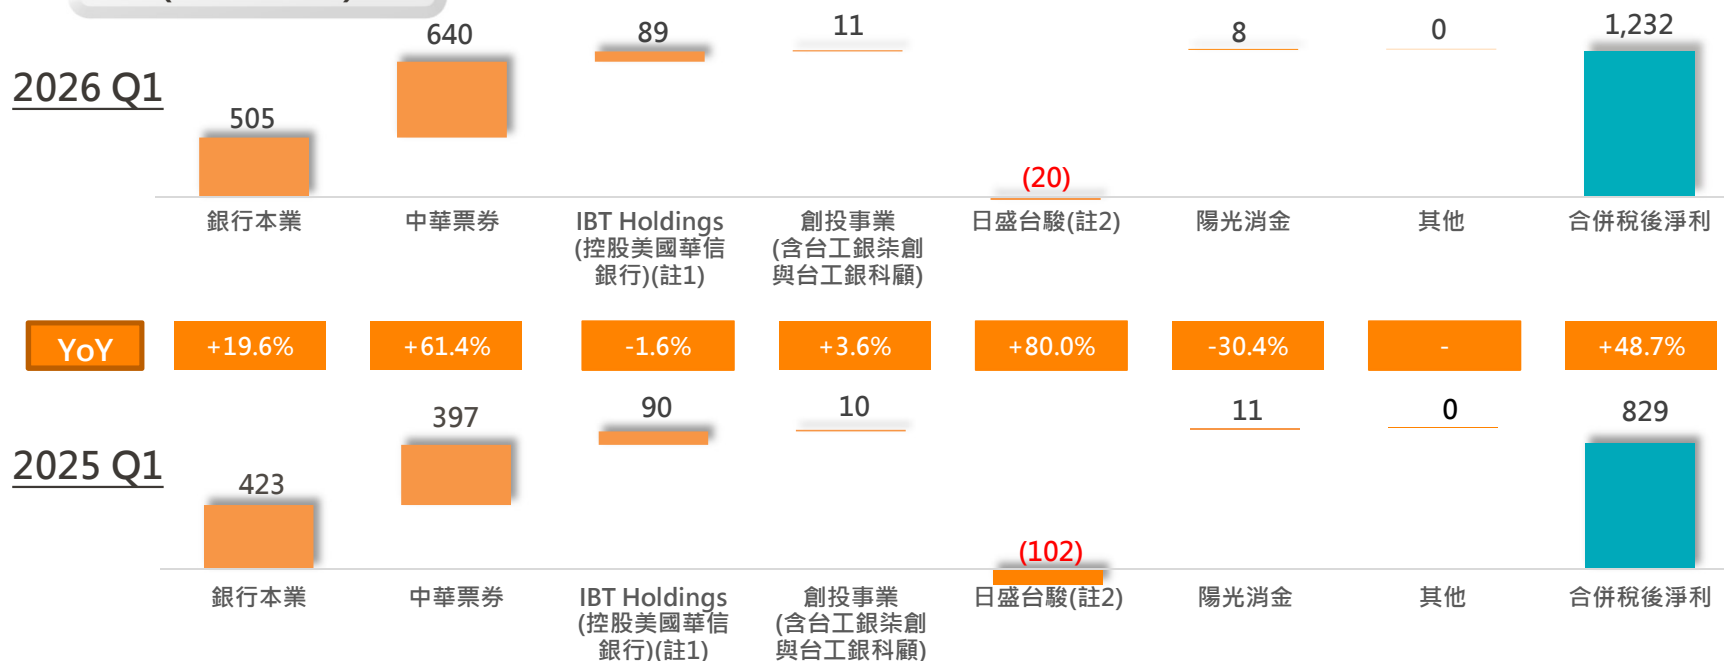 640
89
11
8
0
1,232
2026 Q1
505
(20)
銀行本業
中華票券
IBT Holdings
(控股美國華信
銀行)(註1)
創投事業
(含台工銀柒創
與台工銀科顧)
日盛台駿(註2)
陽光消金
其他
合併稅後淨利
YoY
+19.6%
+61.4%
-1.6%
+3.6%
+80.0%
-30.4%
-
+48.7%
397
90
10
11
0
829
2025 Q1
423
(102)
銀行本業
中華票券
IBT Holdings
(控股美國華信
銀行)(註1)
創投事業
(含台工銀柒創
與台工銀科顧)
日盛台駿(註2)
陽光消金
其他
合併稅後淨利